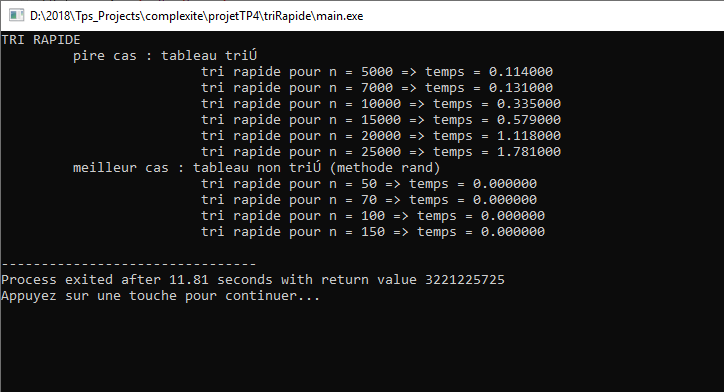 D:\2018\Tps_Projects\complexite\projetTP4\triRapide\main.exe
TRI RAPIDE
pire cas : tableau triÚ
tri rapide pour n = 5000 => temps = 0.114000
tri rapide pour n = 7000 => temps = 0.131000
tri rapide pour n = 10000 => temps = 0.335000
tri rapide pour n = 15000 => temps = 0.579000
tri rapide pour n = 20000 => temps = 1.118000
tri rapide pour n = 25000 => temps = 1.781000
meilleur cas : tableau non triÚ (methode rand)
tri rapide pour n = 50 => temps = 0.000000
tri rapide pour n = 70 => temps = 0.000000
tri rapide pour n = 100 => temps = 0.000000
tri rapide pour n = 150 => temps = 0.000000
--------------------------------
Process exited after 11.81 seconds with return value 3221225725
Appuyez sur une touche pour continuer...